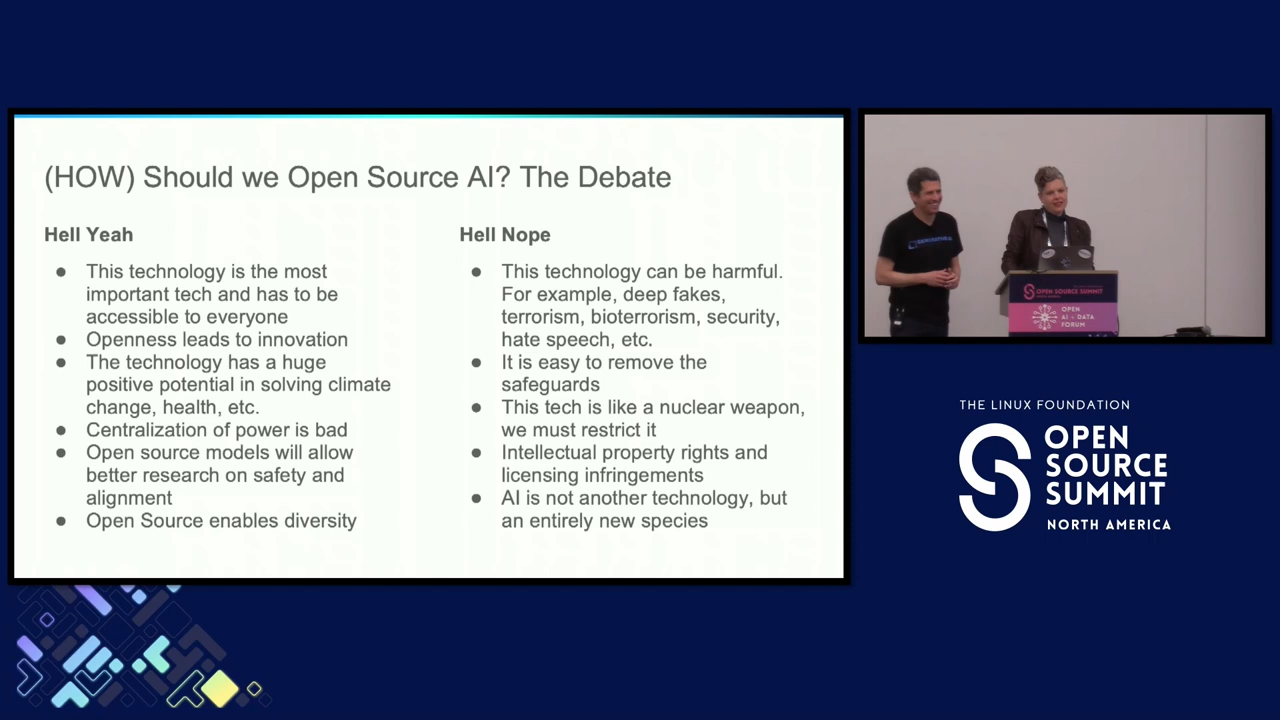 (HOW) Should we Open Source AI? The Debate
Hell Yeah
● This technology is the most
important tech and has to be
accessible to everyone
● Openness leads to innovation
● The technology has a huge
positive potential in solving climate
change, health, etc.
● Centralization of power is bad
● Open source models will allow
better research on safety and
alignment
● Open Source enables diversity
Hell Nope
● This technology can be harmful.
For example, deep fakes,
terrorism, bioterrorism, security,
hate speech, etc.
● It is easy to remove the
safeguards
● This tech is like a nuclear weapon,
we must restrict it
● Intellectual property rights and
licensing infringements
● AI is not another technology, but
an entirely new species
OPEN SOURCE SUMMIT
OPEN
AI + DATA
FORUM
THE LINUX FOUNDATION
OPEN
SOURCE
SUMMIT
NORTH AMERICA